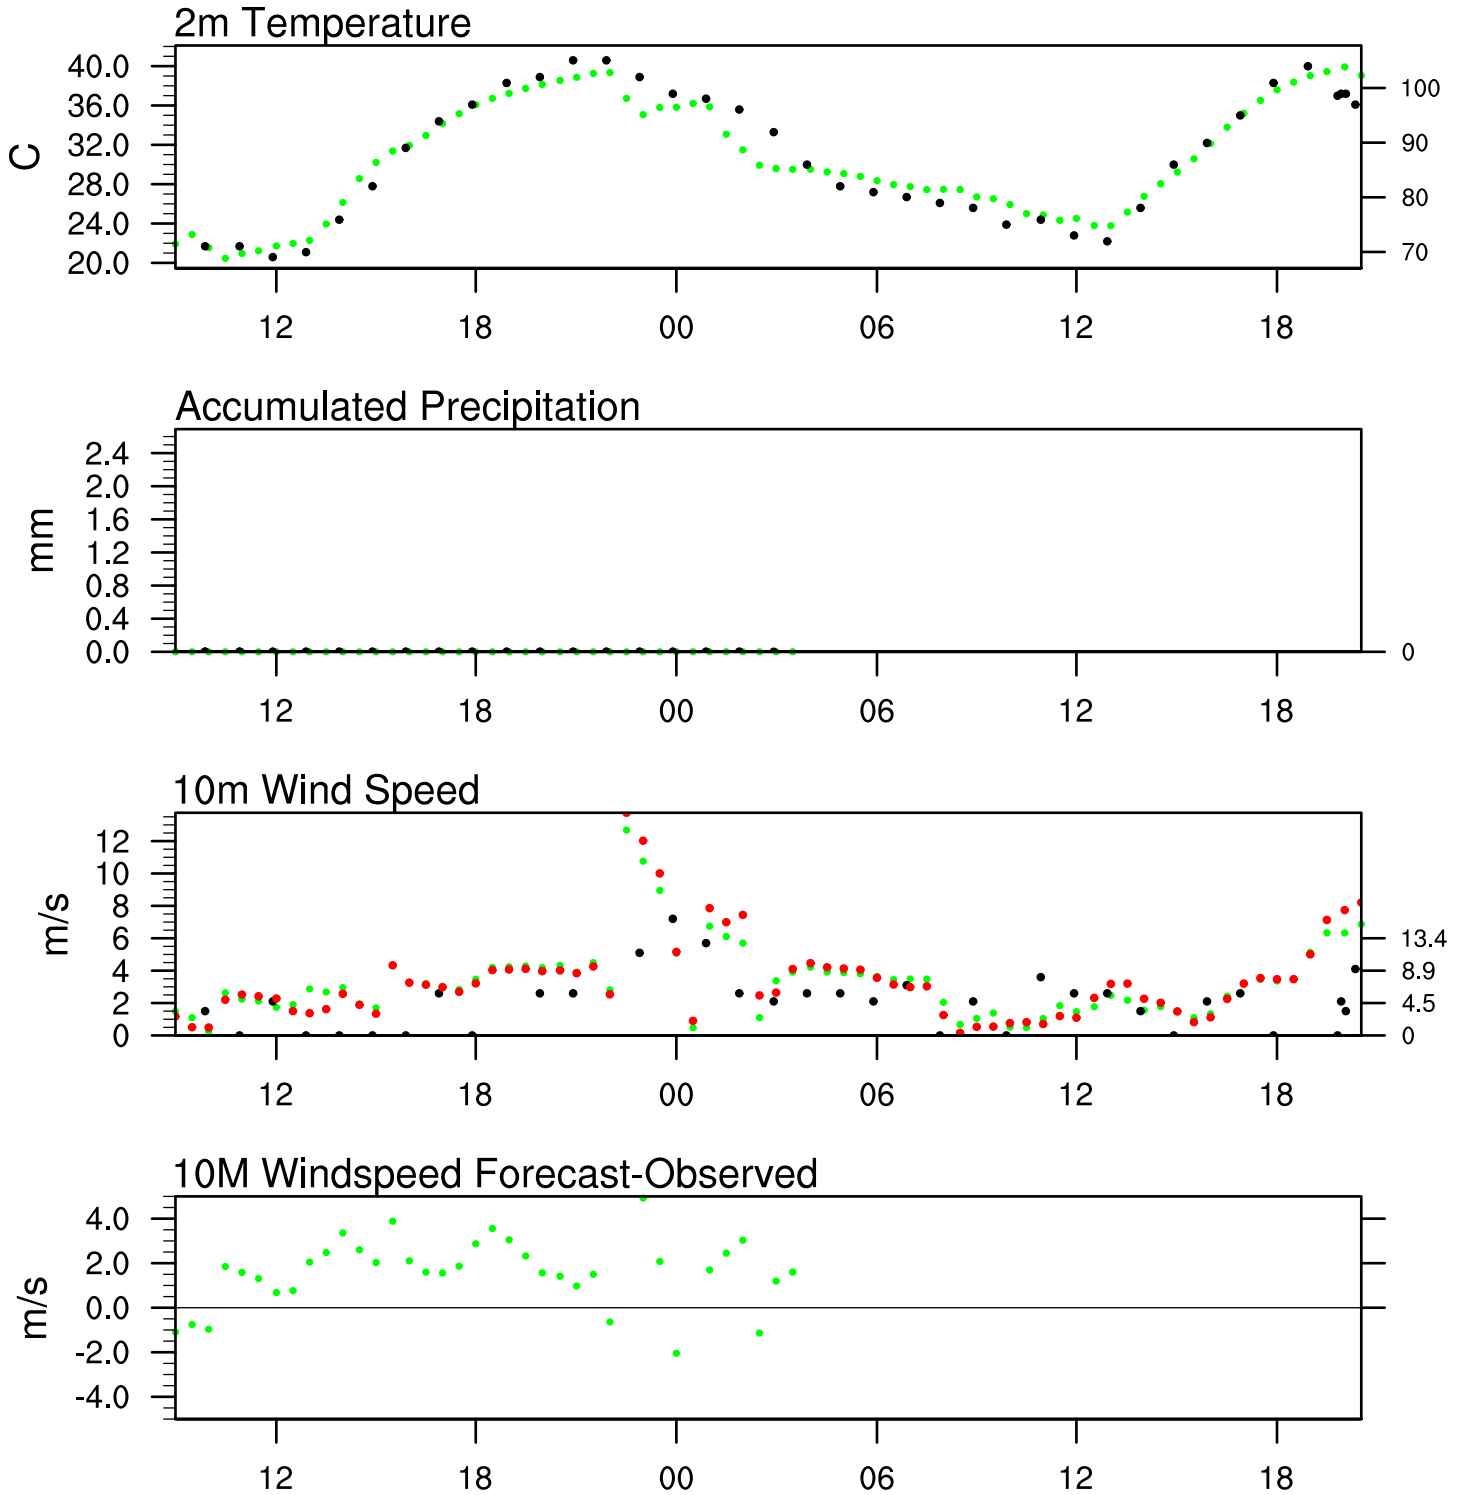 2m Temperature
C
40.0
36.0
32.0
28.0
24.0
20.0
100
90
80
70
12 18 00 06 12 18
Accumulated Precipitation
mm
2.4
2.0
1.6
1.2
0.8
0.4
0.0
0
12 18 00 06 12 18
10m Wind Speed
m/s
12
10
8
6
4
2
0
13.4
8.9
4.5
0
12 18 00 06 12 18
10M Windspeed Forecast-Observed
m/s
4.0
2.0
0.0
-2.0
-4.0
12 18 00 06 12 18